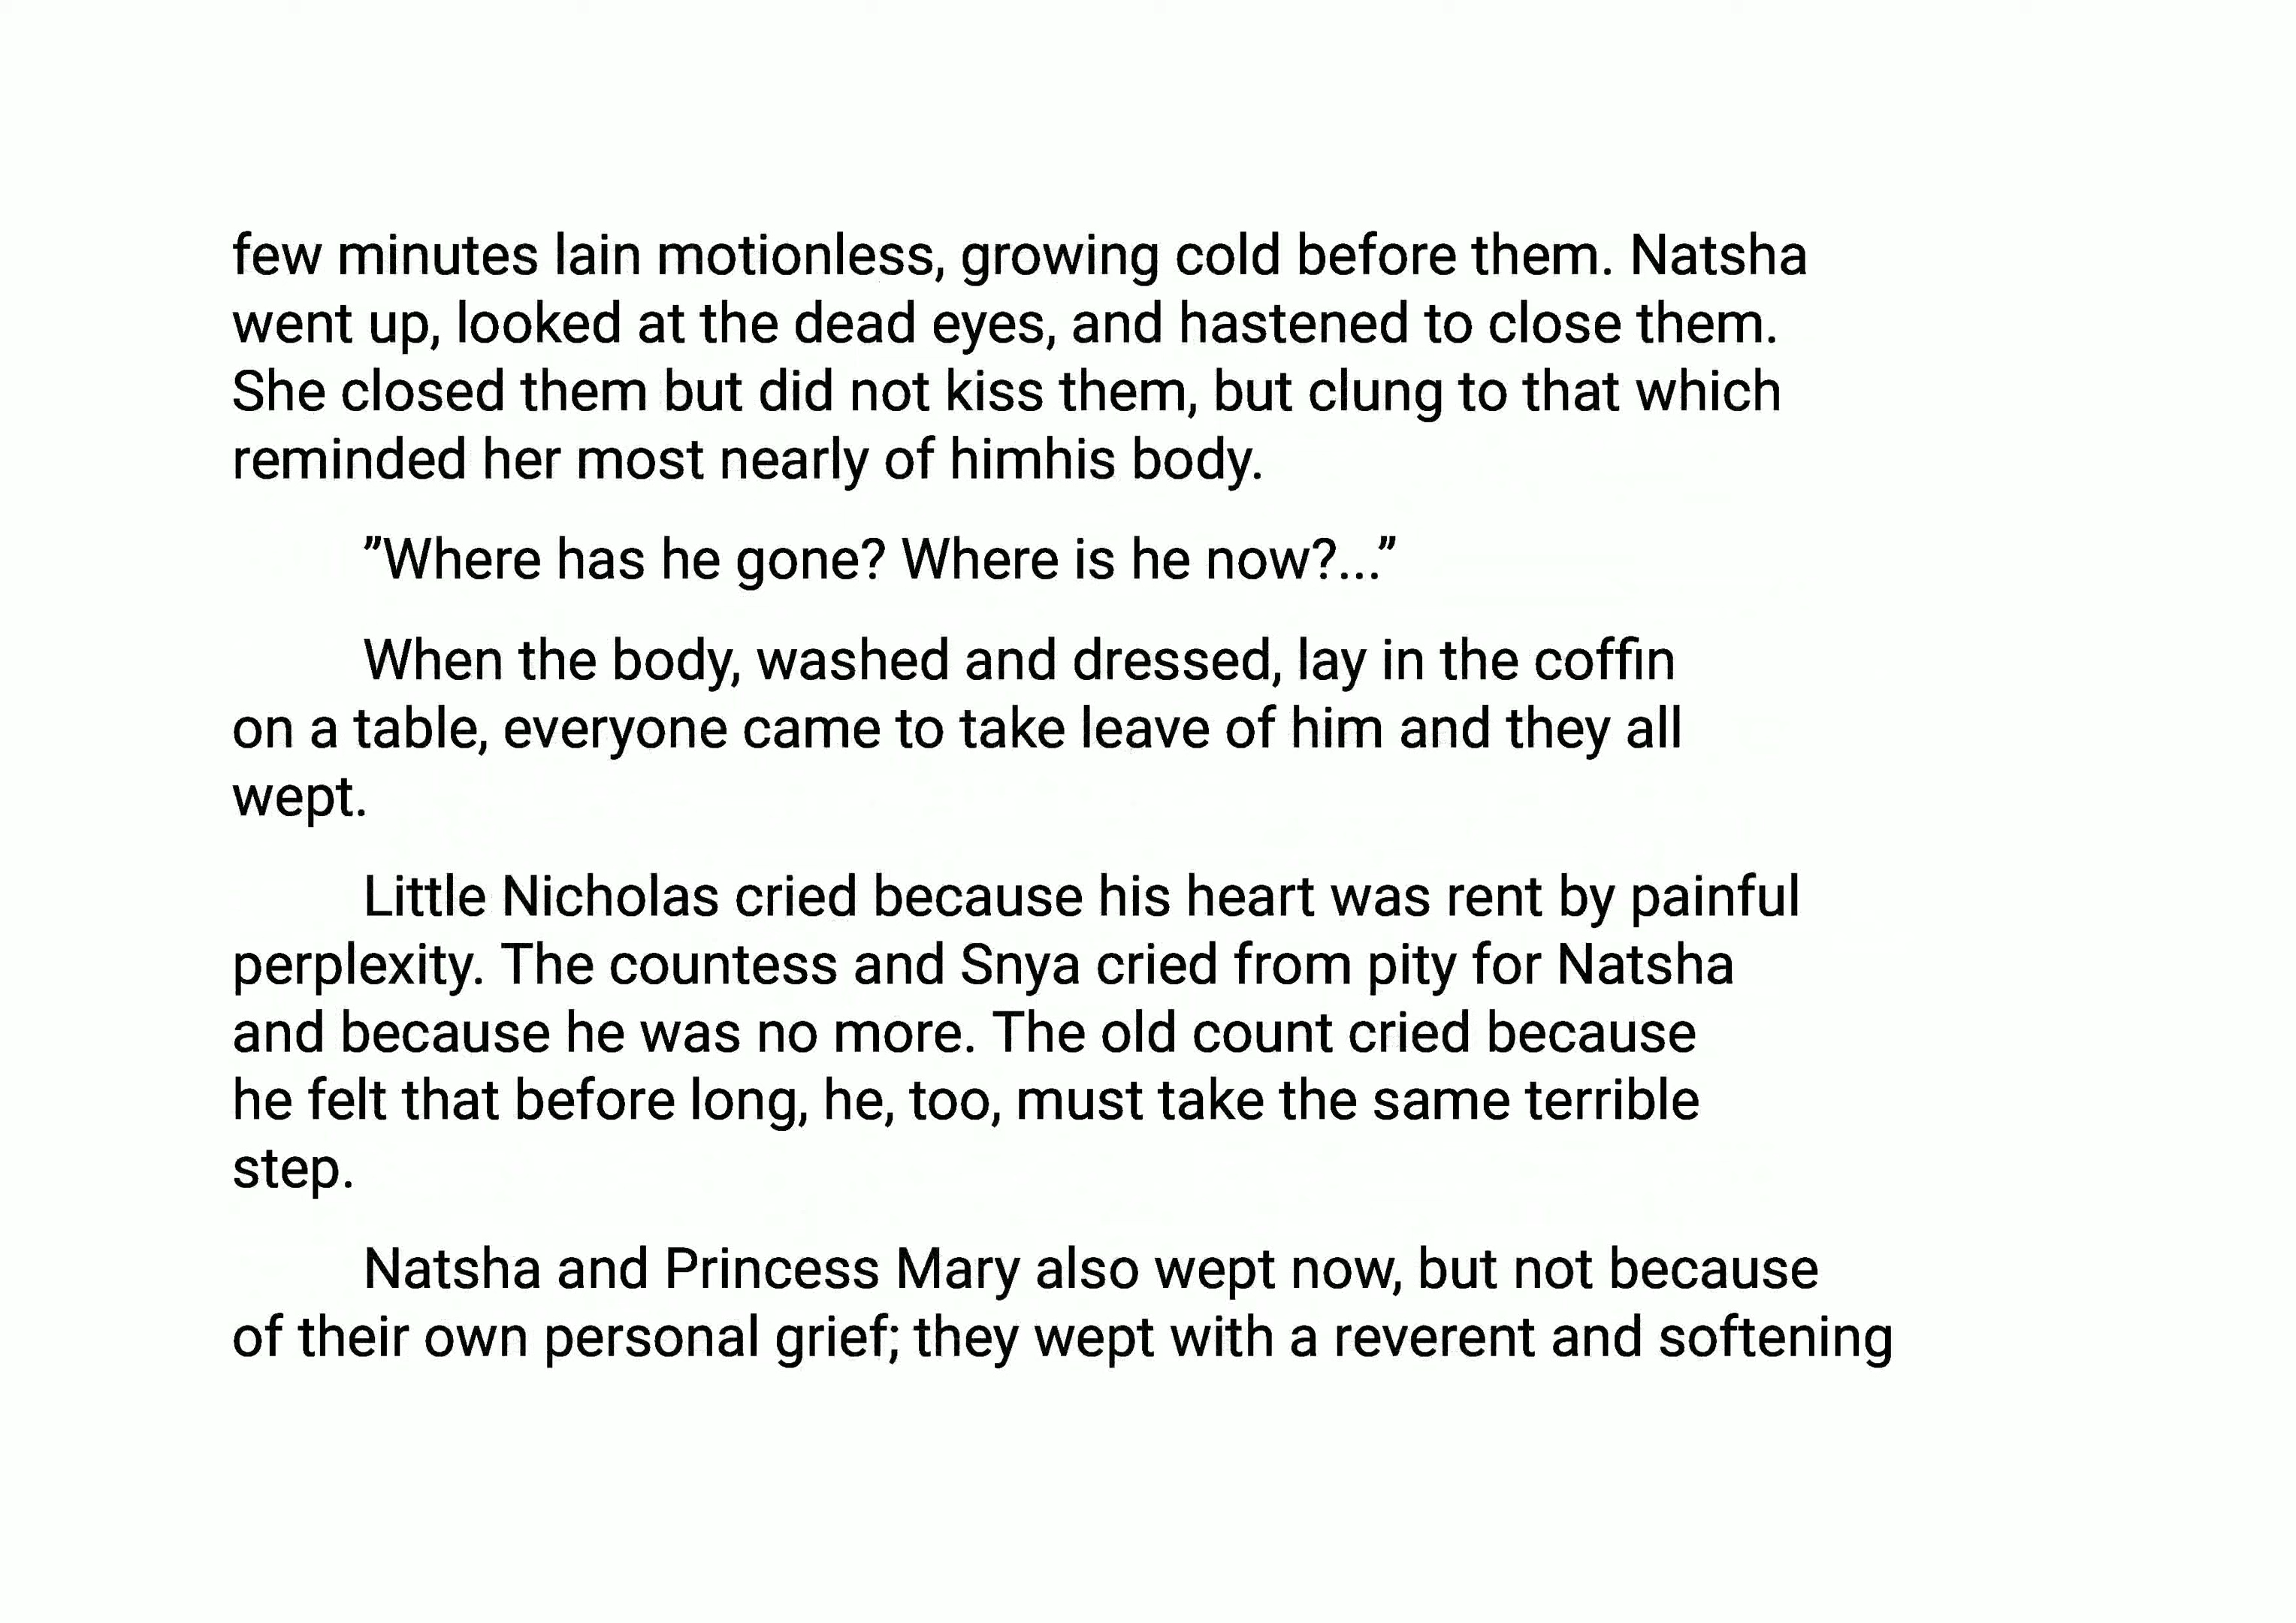 few minutes lain motionless, growing cold before them. Natsha
went up, looked at the dead eyes, and hastened to close them.
She closed them but did not kiss them, but clung to that which
reminded her most nearly of himhis body.
”Where has he gone? Where is he now?...”
When the body, washed and dressed, lay in the coffin
on a table, everyone came to take leave of him and they all
wept.
Little Nicholas cried because his heart was rent by painful
perplexity. The countess and Snya cried from pity for Natsha
and because he was no more. The old count cried because
he felt that before long, he, too, must take the same terrible
step.
Natsha and Princess Mary also wept now, but not because
of their own personal grief; they wept with a reverent and softening